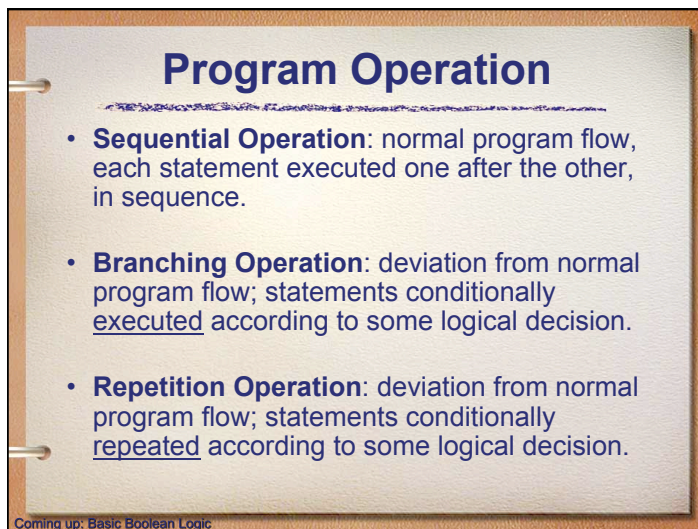 Program Operation
• Sequential Operation: normal program flow,
each statement executed one after the other,
in sequence.
• Branching Operation: deviation from normal
program flow; statements conditionally
executed according to some logical decision.
• Repetition Operation: deviation from normal
program flow; statements conditionally
repeated according to some logical decision.
Coming up: Basic Boolean Logic